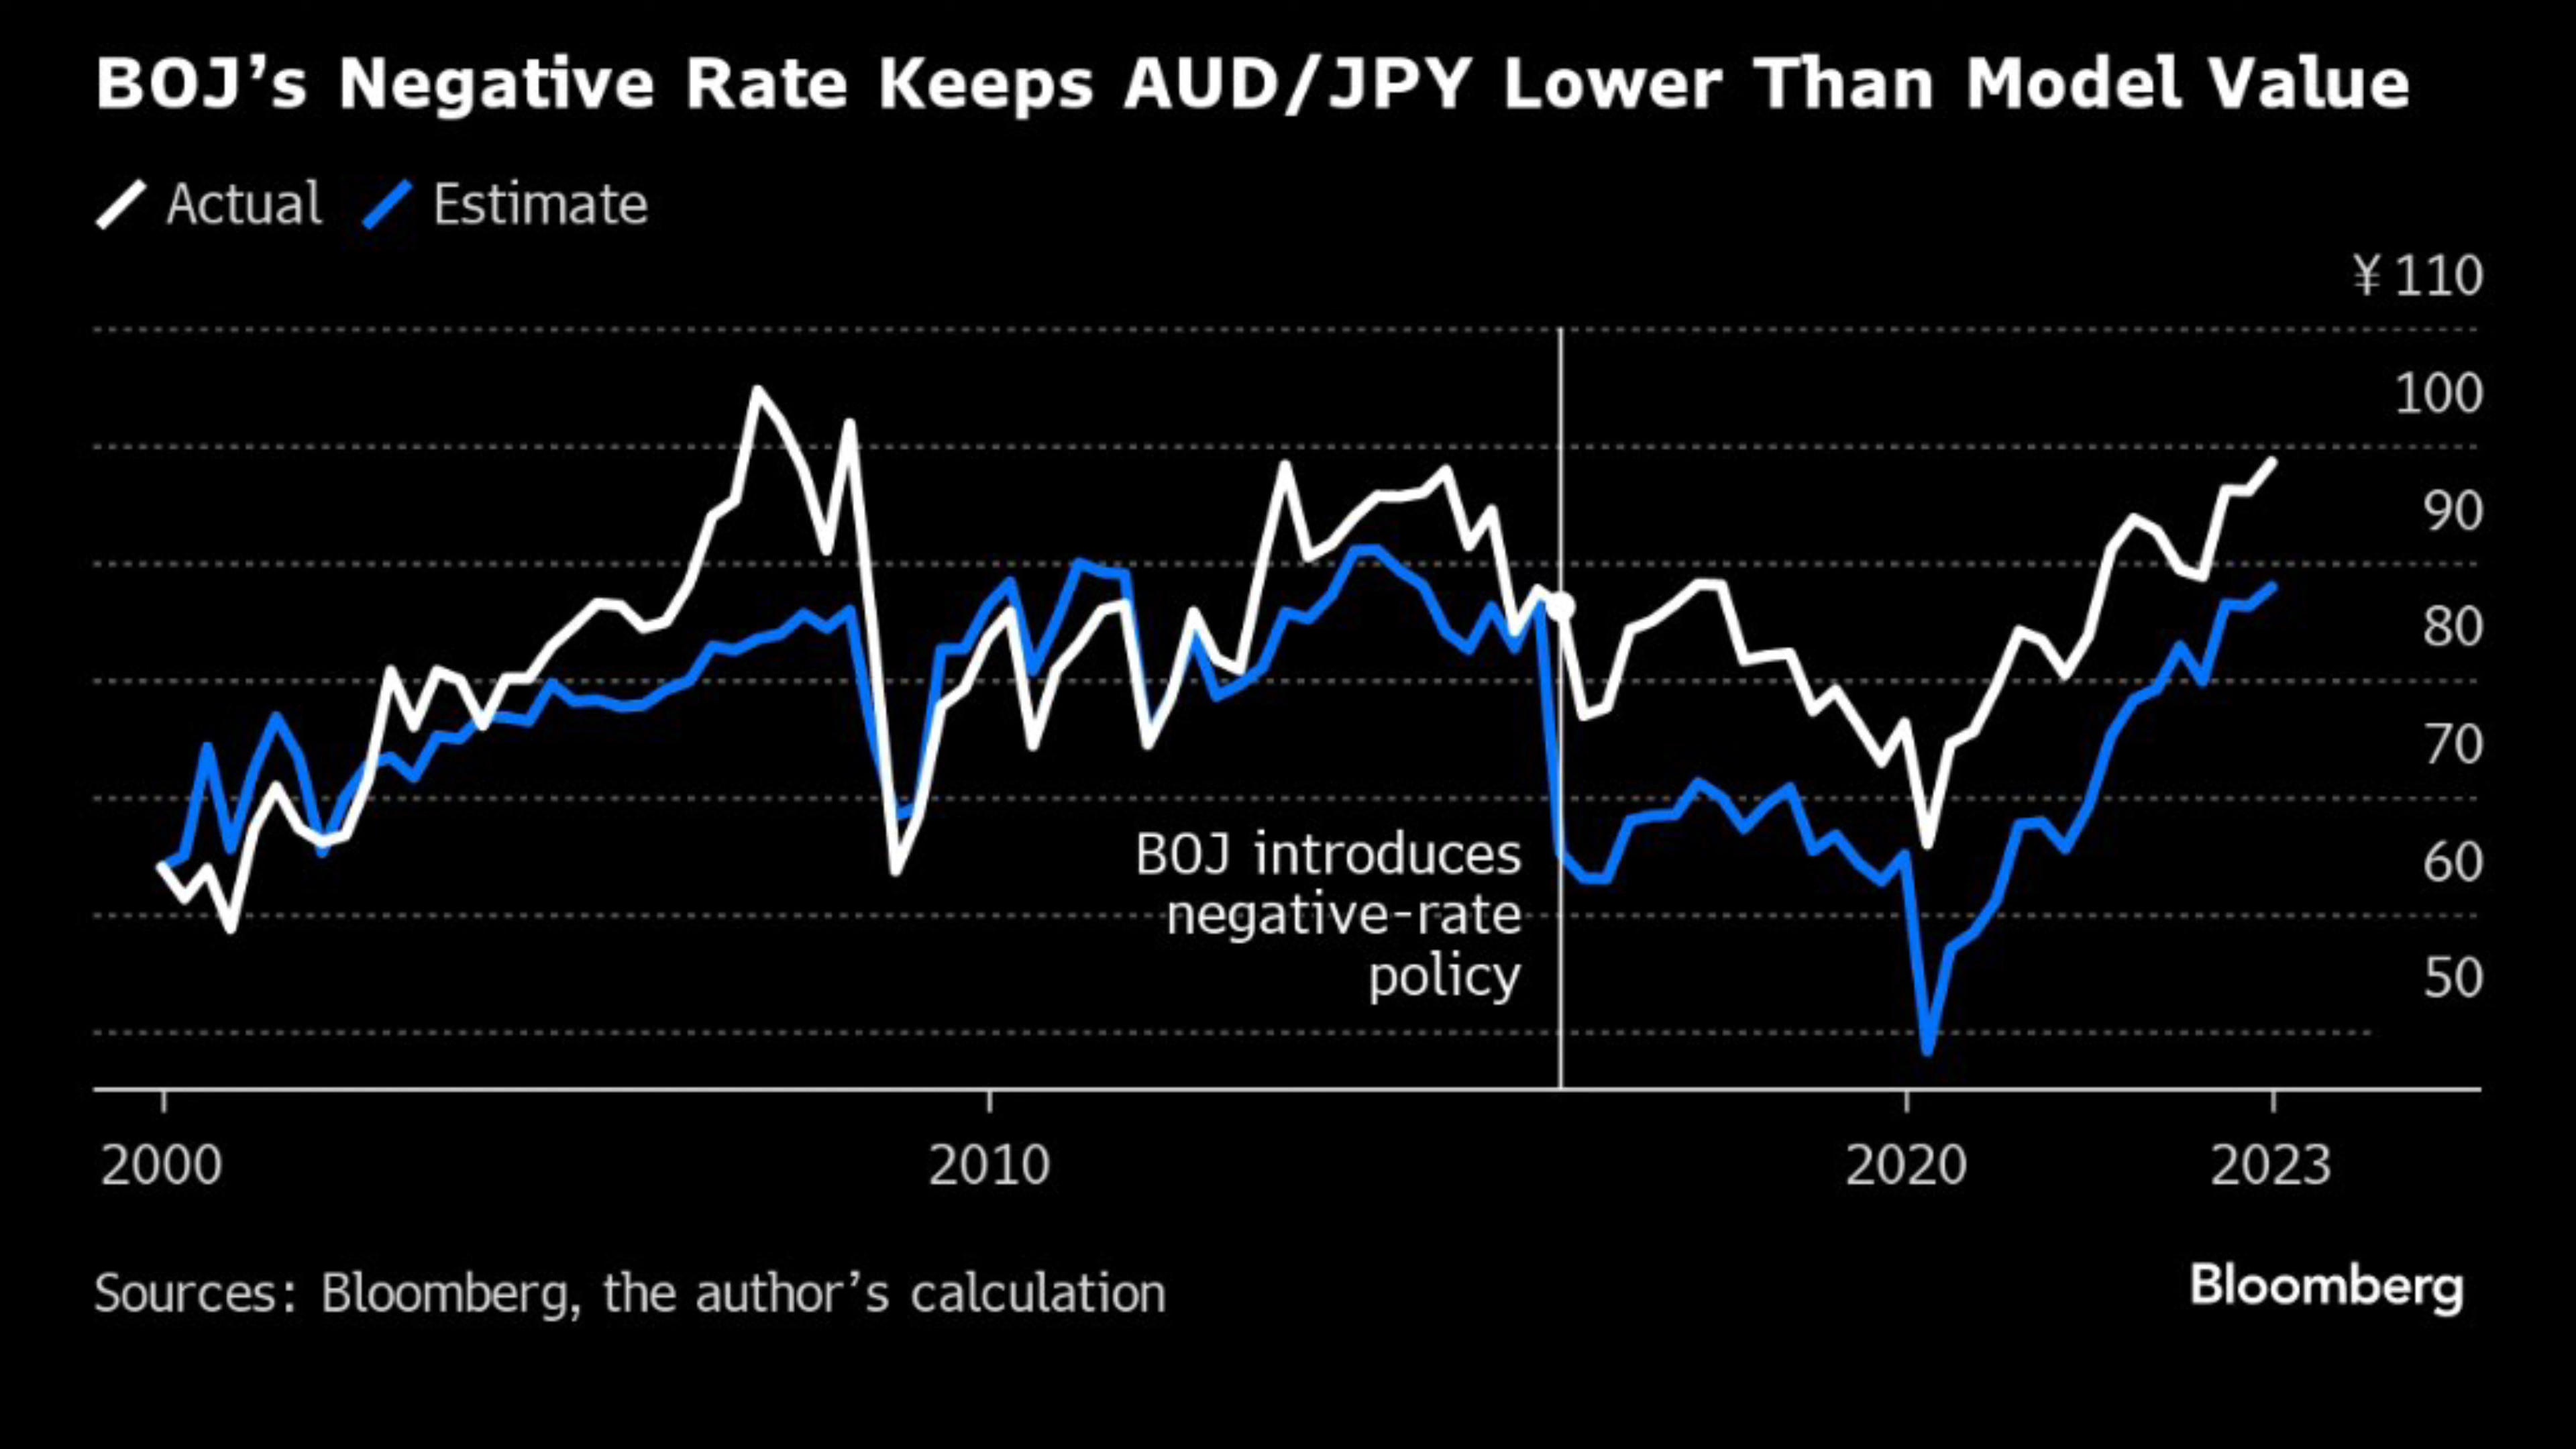 BOJ’s Negative Rate Keeps AUD/JPY Lower Than Model Value
Actual Estimate
¥ 110
100
90
80
70
60
50
BOJ introduces
negative-rate
policy
2000 2010 2020 2023
Sources: Bloomberg, the author’s calculation
Bloomberg